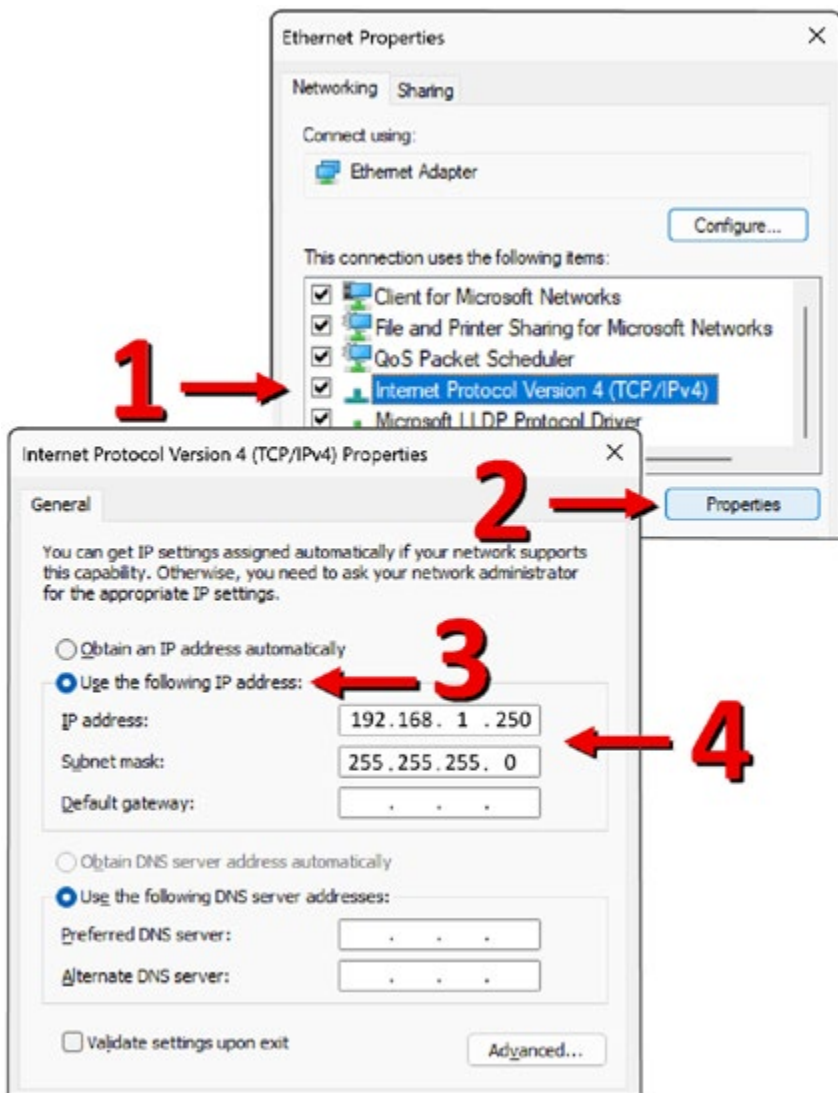 Ethernet Properties
Networking Sharing
Connect using:
Ethernet Adapter
Configure...
This connection uses the following items:
Client for Microsoft Networks
File and Printer Sharing for Microsoft Networks
QoS Packet Scheduler
1
Internet Protocol Version 4 (TCP/IPv4)
Microsoft LLDP Protocol Driver
2
Properties
Internet Protocol Version 4 (TCP/IPv4) Properties
General
You can get IP settings assigned automatically if your network supports
this capability. Otherwise, you need to ask your network administrator
for the appropriate IP settings.
Obtain an IP address automatically
Use the following IP address:
3
IP address: 192.168. 1 .250
4
Subnet mask: 255.255.255. 0
Default gateway: . . .
Obtain DNS server address automatically
Use the following DNS server addresses:
Preferred DNS server: . . .
Alternate DNS server: . . .
Validate settings upon exit
Advanced...